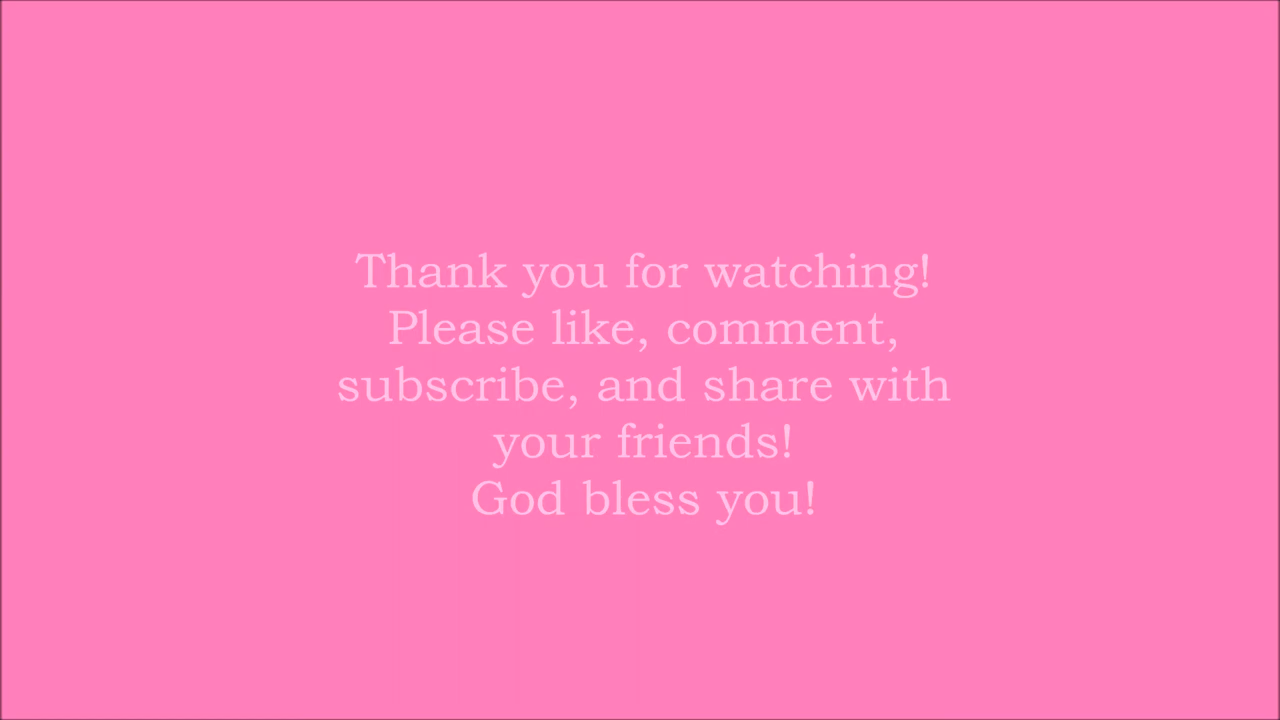 Thank you for watching!
Please like, comment,
subscribe, and share with
your friends!
God bless you!